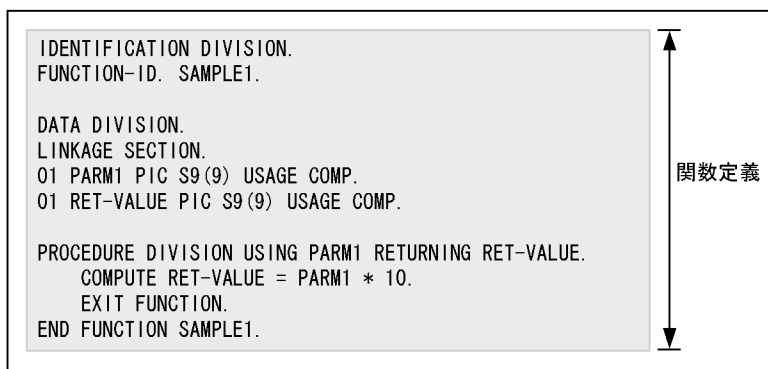 IDENTIFICATION DIVISION.
FUNCTION-ID. SAMPLE1.
DATA DIVISION.
LINKAGE SECTION.
01 PARM1 PIC S9(9) USAGE COMP.
01 RET-VALUE PIC S9(9) USAGE COMP.
PROCEDURE DIVISION USING PARM1 RETURNING RET-VALUE.
    COMPUTE RET-VALUE = PARM1 * 10.
    EXIT FUNCTION.
END FUNCTION SAMPLE1.
関数定義